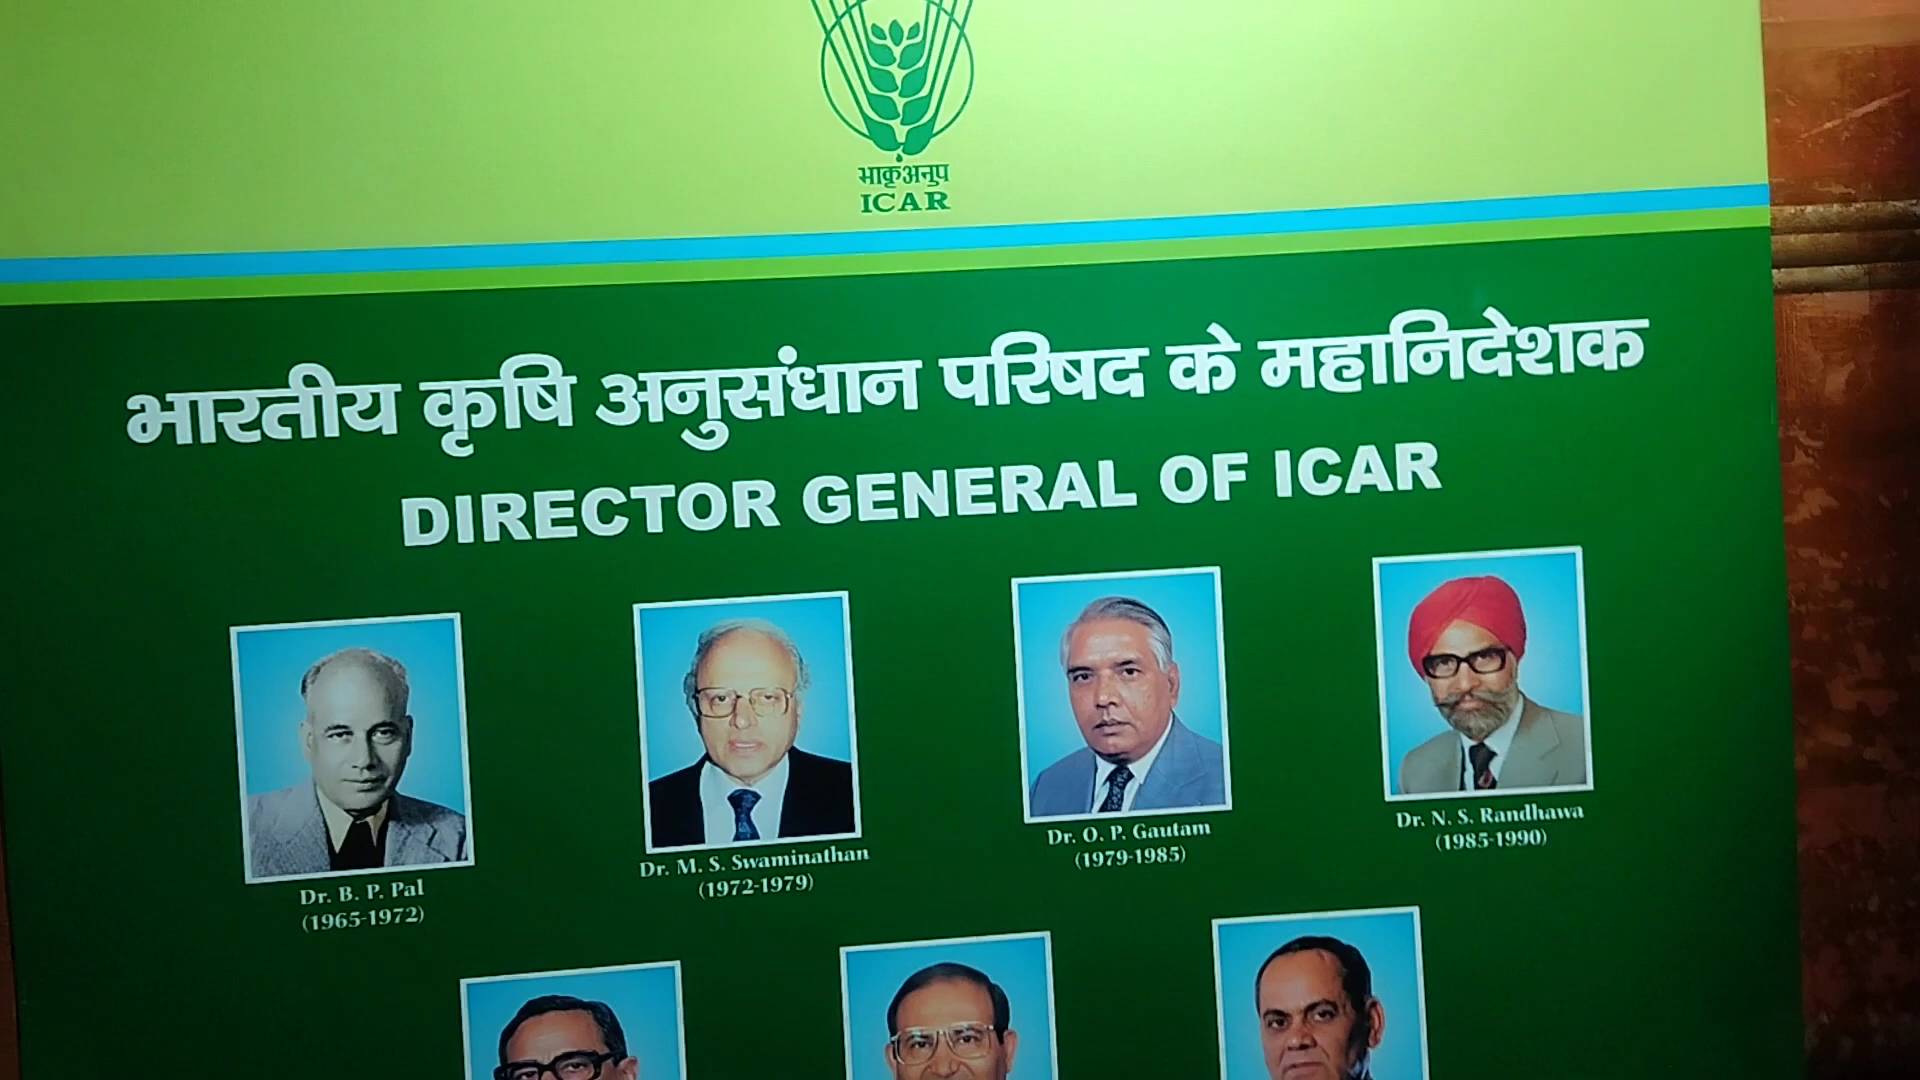 भाकृअनुप
ICAR
भारतीय कृषि अनुसंधान परिषद के महानिदेशक
DIRECTOR GENERAL OF ICAR
Dr. B. P. Pal
(1965-1972)
Dr. M. S. Swaminathan
(1972-1979)
Dr. O. P. Gautam
(1979-1985)
Dr. N. S. Randhawa
(1985-1990)